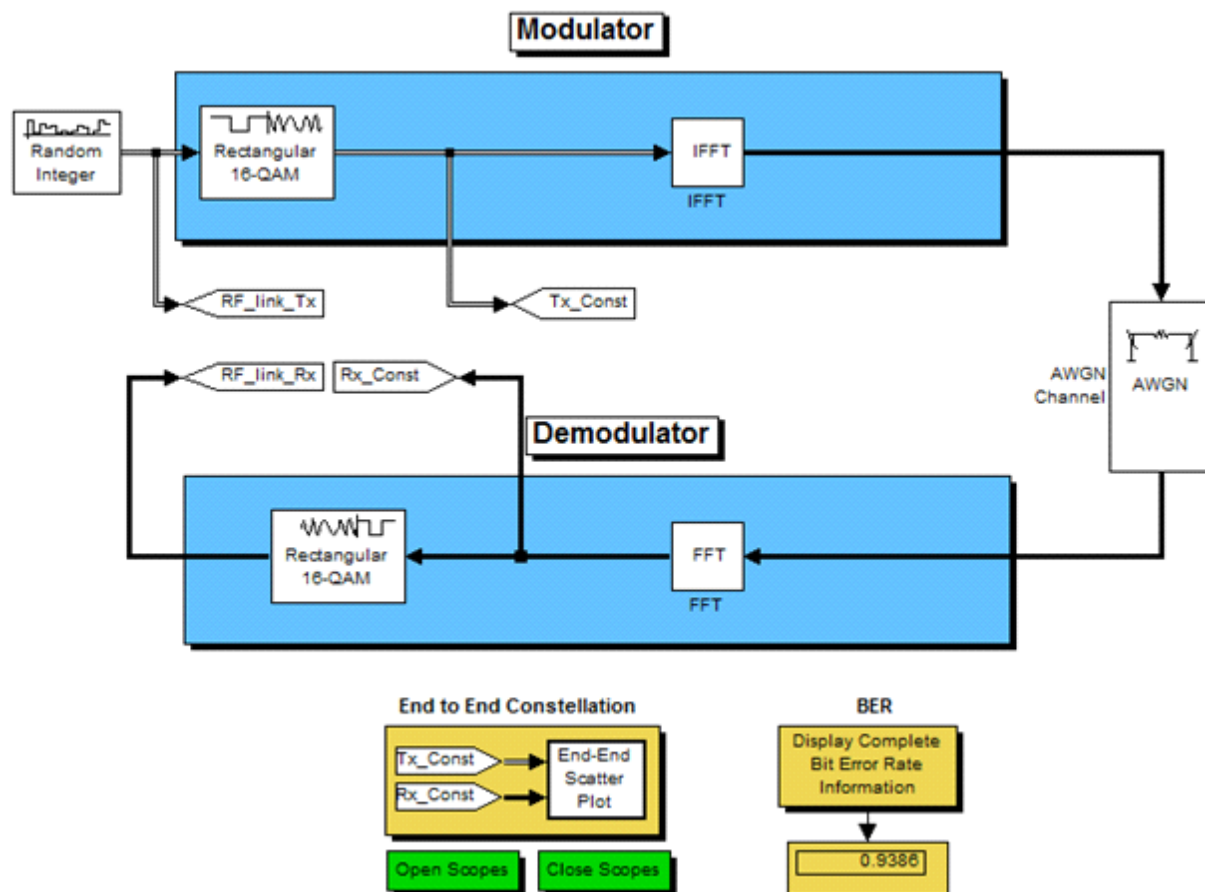 Modulator
Random
Integer
Rectangular
16-QAM
IFFT
IFFT
RF_link_Tx
Tx_Const
RF_link_Rx
Rx_Const
AWGN
Channel
AWGN
Demodulator
Rectangular
16-QAM
FFT
FFT
End to End Constellation
Tx_Const
Rx_Const
End-End
Scatter
Plot
Open Scopes
Close Scopes
BER
Display Complete
Bit Error Rate
Information
0.9386